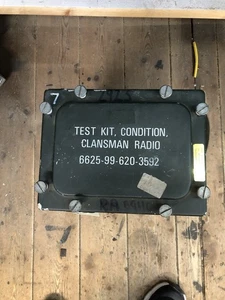 7
TEST KIT, CONDITION,
CLANSMAN RADIO
6625-99-620-3592